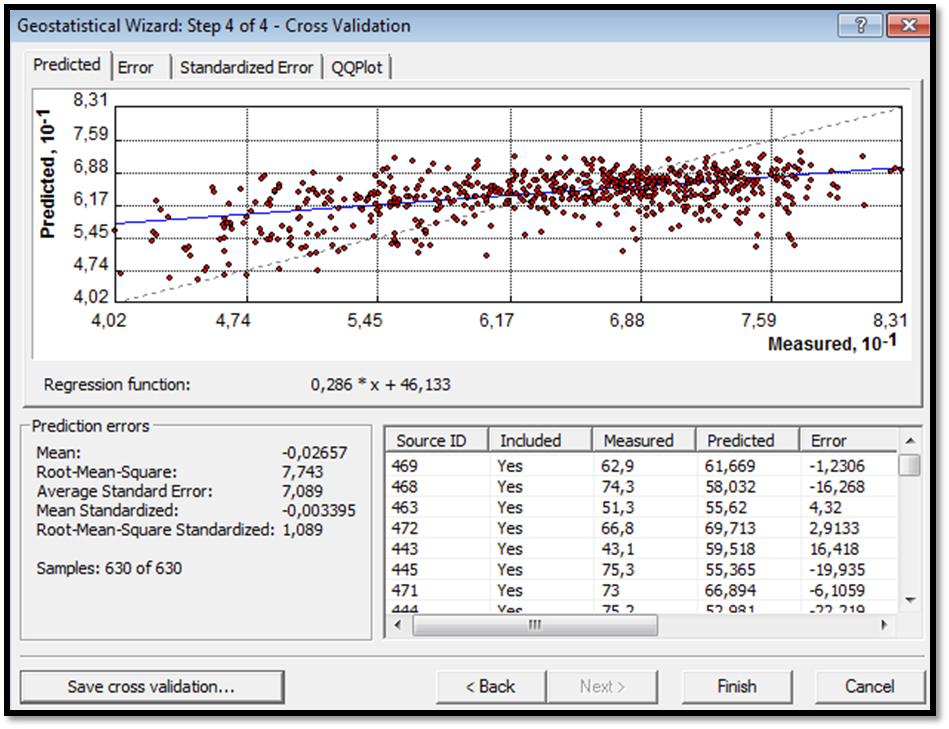 Geostatistical Wizard: Step 4 of 4 - Cross Validation
Predicted Error Standardized Error QQPlot
Predicted, 10⁻¹
8,31
7,59
6,88
6,17
5,45
4,74
4,02
4,02 4,74 5,45 6,17 6,88 7,59 8,31
Measured, 10⁻¹
Regression function: 0,286 * x + 46,133
Prediction errors
Mean: -0,02657
Root-Mean-Square: 7,743
Average Standard Error: 7,089
Mean Standardized: -0,003395
Root-Mean-Square Standardized: 1,089
Samples: 630 of 630
Source ID Included Measured Predicted Error
469 Yes 62,9 61,669 -1,2306
468 Yes 74,3 58,032 -16,268
463 Yes 51,3 55,62 4,32
472 Yes 66,8 69,713 2,9133
443 Yes 43,1 59,518 16,418
445 Yes 75,3 55,365 -19,935
471 Yes 73 66,894 -6,1059
444 Yes 75,2 52,981 -22,219
Save cross validation... < Back Next > Finish Cancel